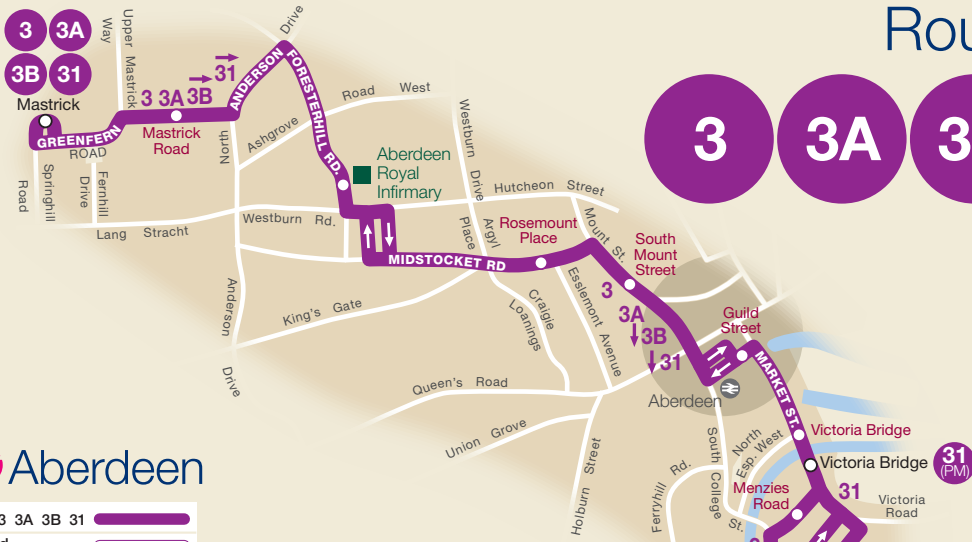 3 3A
3B 31
Mastrick
Rou
3 3A 3
Upper Mastrick
Way
Drive
31
3 3A 3B
ANDERSON
FORESTERHILL RD.
GREENFERN
ROAD
Mastrick
Road
North
Ashgrove Road West
Westburn Drive
Aberdeen
Royal
Infirmary
Hutcheon Street
Springhill
Road
Fernhill
Drive
Lang Stracht
Westburn Rd.
Argyl
Place
Rosemount
Place
Mount St.
South
Mount
Street
MIDSTOCKET RD
Anderson Drive
King's Gate
Craigie
Loanings
Esslemont Avenue
3
3A
3B
31
Guild
Street
MARKET ST.
Aberdeen
Queen's Road
Union Grove
Holburn Street
Ferryhill Rd.
South College St.
North
Esp. West
Victoria Bridge
Victoria Bridge
31
(PM)
Menzies
Road
31
Victoria
Road
Aberdeen
3 3A 3B 31